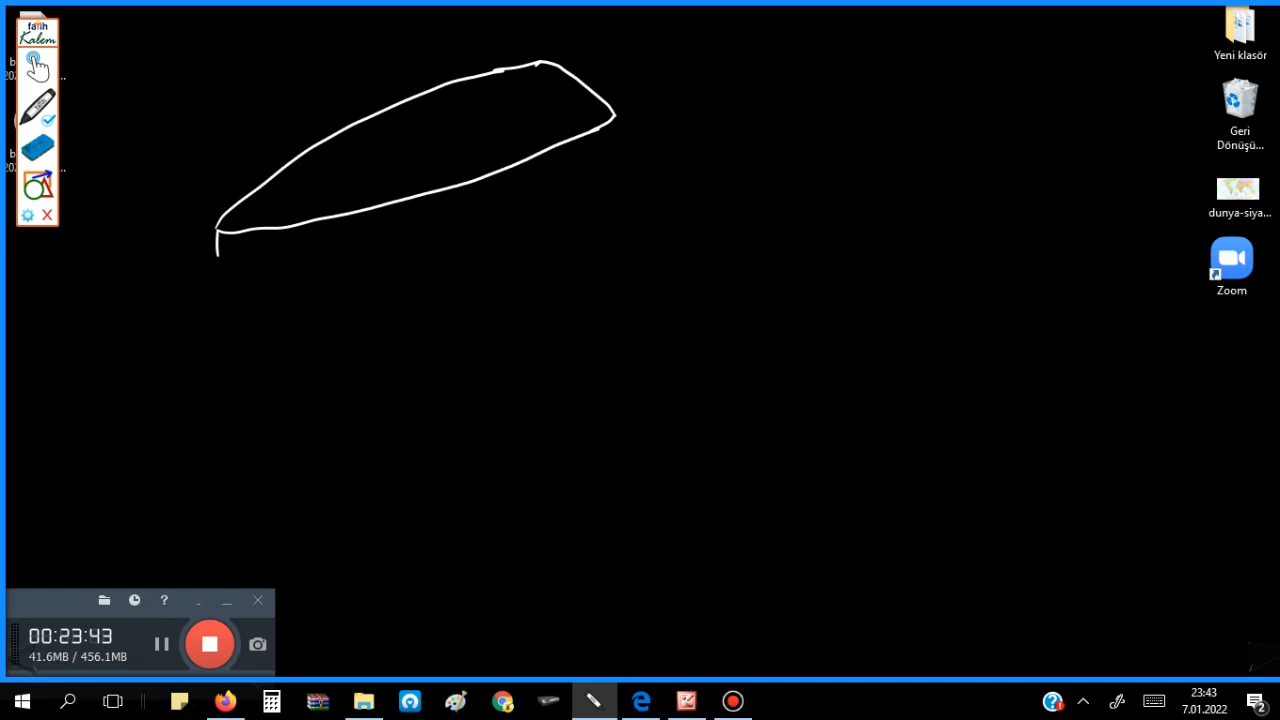 fatih
Kalem
Yeni klasör
Geri
Dönüşü...
dunya-siya...
Zoom
00:23:43
41.6MB / 456.1MB
23:43
7.01.2022
2